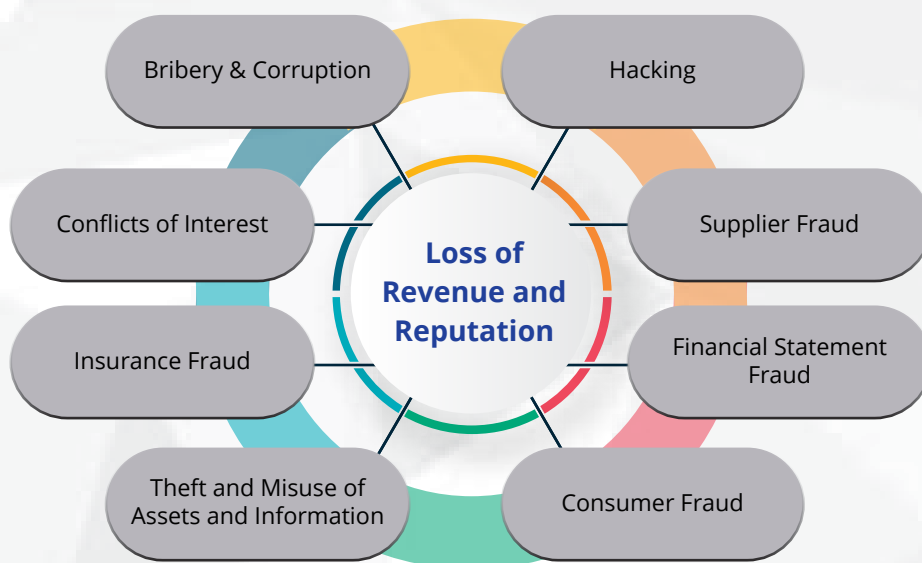 Bribery & Corruption
Hacking
Conflicts of Interest
Supplier Fraud
Loss of
Revenue and
Reputation
Insurance Fraud
Financial Statement
Fraud
Theft and Misuse of
Assets and Information
Consumer Fraud